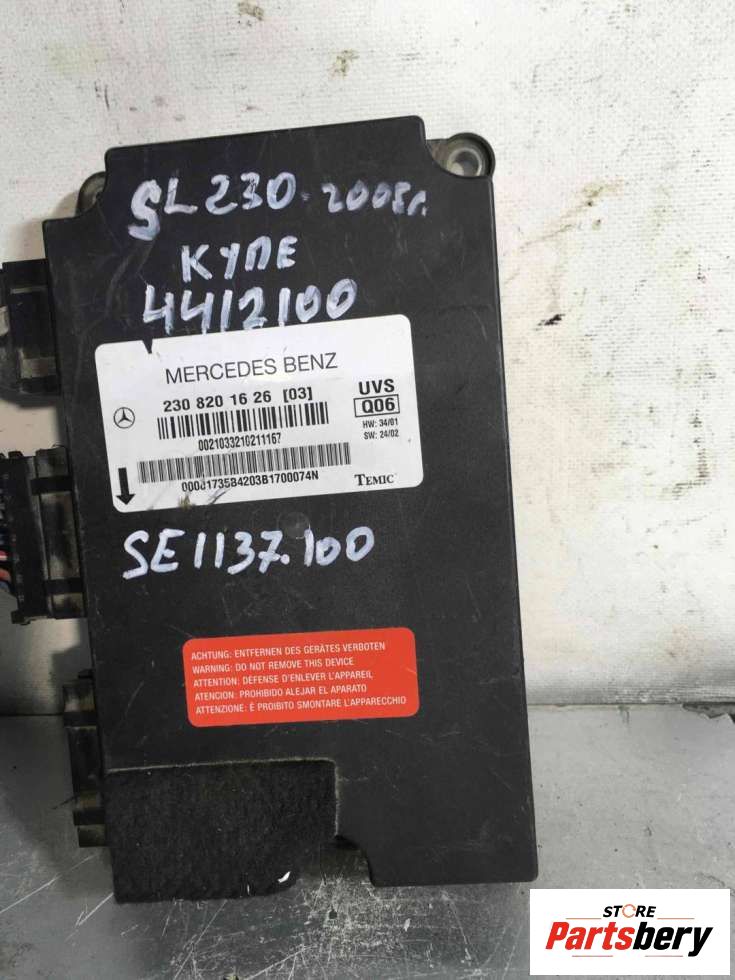 SL230-2008г.
КУПЕ
4412100
MERCEDES BENZ
230 820 16 26 [03]
UVS
Q06
HW: 34/01
SW: 24/02
0021033210211167
0000173584203B1700074N
TEMIC
SE1137.100
ACHTUNG: ENTFERNEN DES GERÄTES VERBOTEN
WARNING: DO NOT REMOVE THIS DEVICE
ATTENTION: DÉFENSE D'ENLEVER L'APPAREIL
ATENCION: PROHIBIDO ALEJAR EL APARATO
ATTENZIONE: È PROIBITO SMONTARE L'APPARECCHIO
STORE
Partsbery